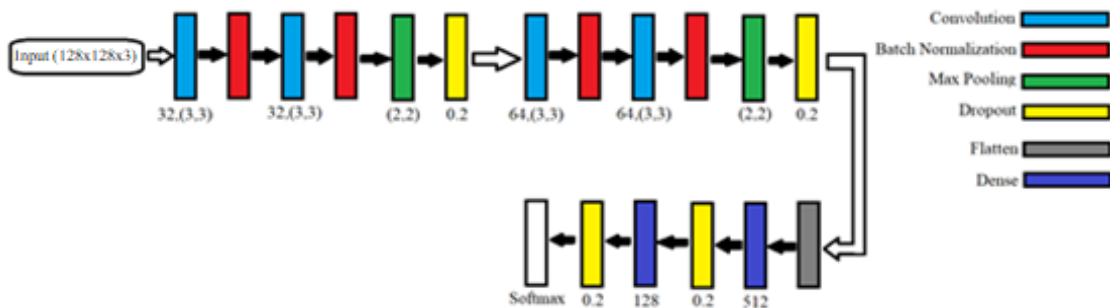 Input (128x128x3)
32,(3,3)
32,(3,3)
(2,2)
0.2
64,(3,3)
64,(3,3)
(2,2)
0.2
Convolution
Batch Normalization
Max Pooling
Dropout
Flatten
Dense
Softmax
0.2
128
0.2
512